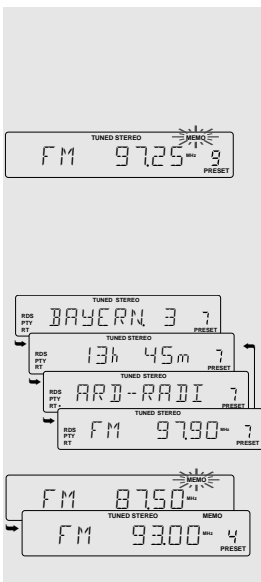 TUNED STEREO MEMO
FM 97.25 MHz 9
PRESET
TUNED STEREO
RDS
PTY BAYERN. 3 7
RT PRESET
TUNED STEREO
RDS
PTY 13h 45m 7
RT PRESET
TUNED STEREO
RDS
PTY ARD-RADI 7
RT PRESET
TUNED STEREO
RDS
PTY FM 97.90 MHz 7
RT PRESET
MEMO
FM 87.50 MHz
TUNED STEREO MEMO
FM 93.00 MHz 4
PRESET